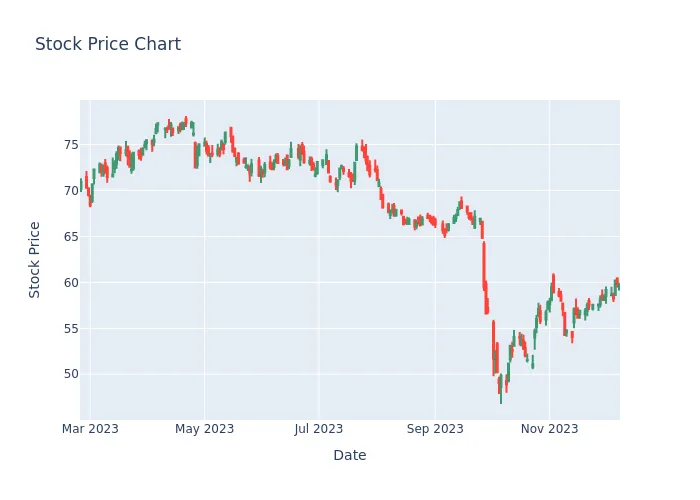 Stock Price Chart
Stock Price
75
70
65
60
55
50
Mar 2023
May 2023
Jul 2023
Sep 2023
Nov 2023
Date